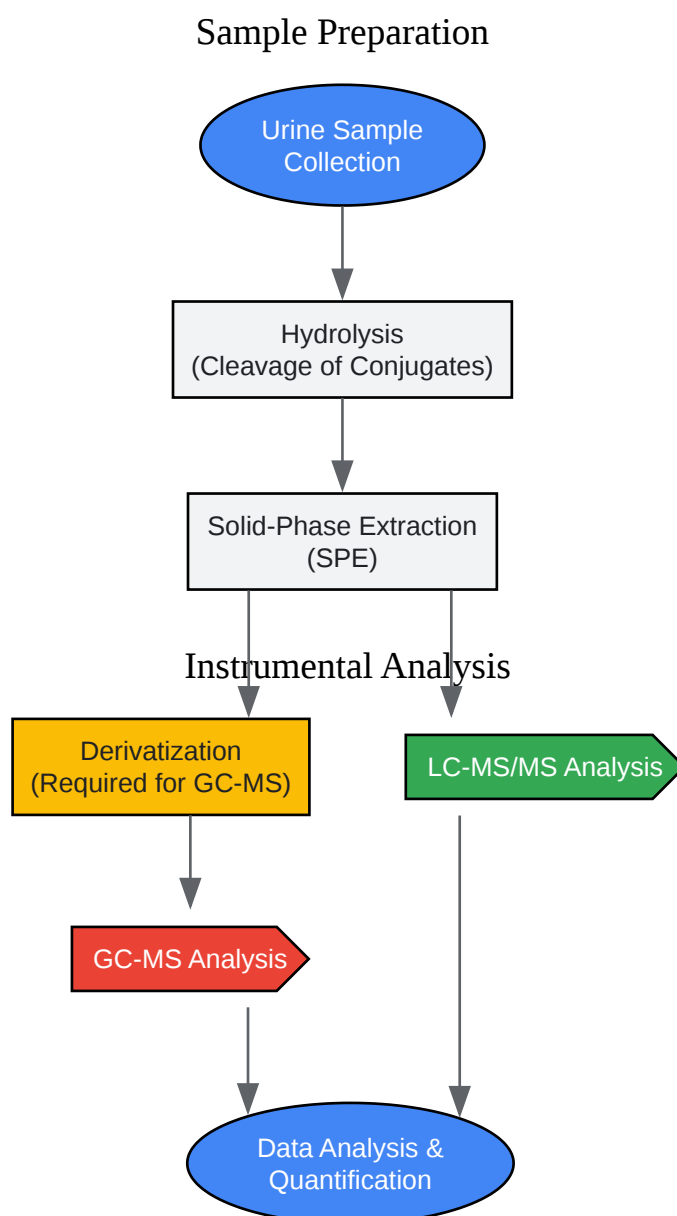 Sample Preparation
Urine Sample
Collection
Hydrolysis
(Cleavage of Conjugates)
Solid-Phase Extraction
(SPE)
Instrumental Analysis
Derivatization
(Required for GC-MS)
LC-MS/MS Analysis
GC-MS Analysis
Data Analysis &
Quantification